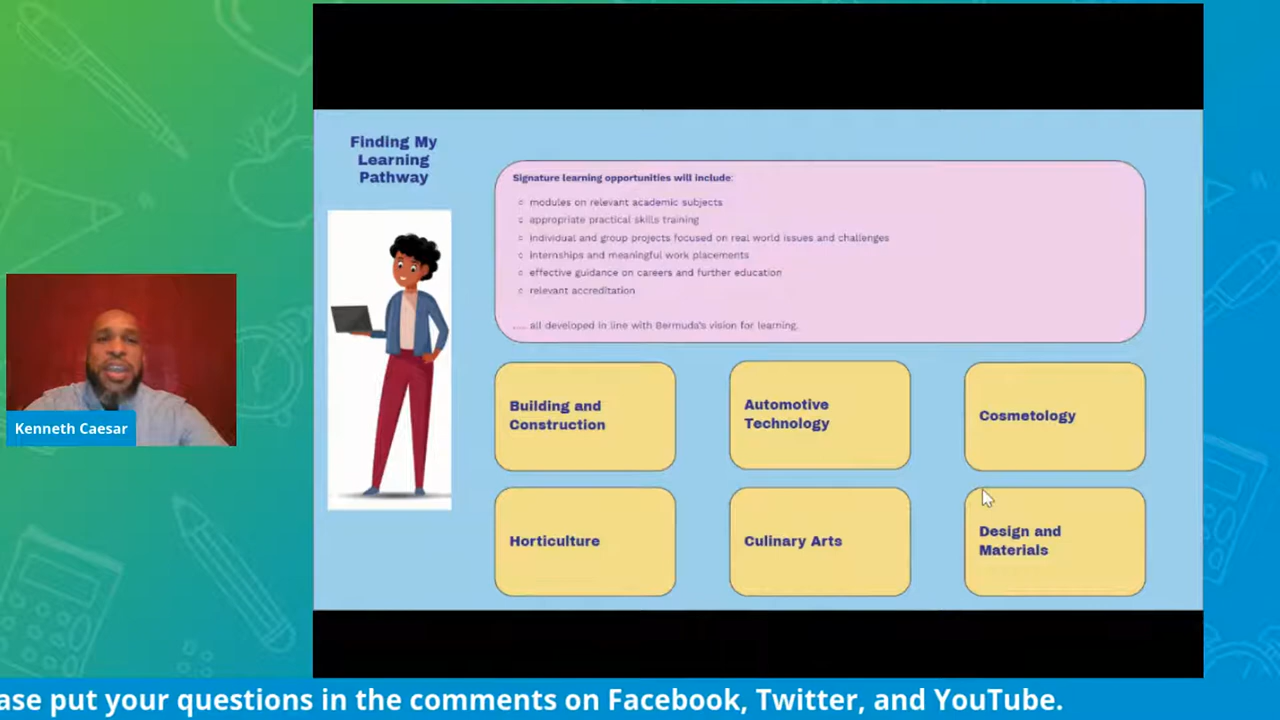 Finding My
Learning
Pathway
Signature learning opportunities will include:
modules on relevant academic subjects
appropriate practical skills training
individual and group projects focused on real world issues and challenges
internships and meaningful work placements
effective guidance on careers and further education
relevant accreditation
.... all developed in line with Bermuda's vision for learning.
Building and
Construction
Automotive
Technology
Cosmetology
Horticulture
Culinary Arts
Design and
Materials
Kenneth Caesar
ase put your questions in the comments on Facebook, Twitter, and YouTube.